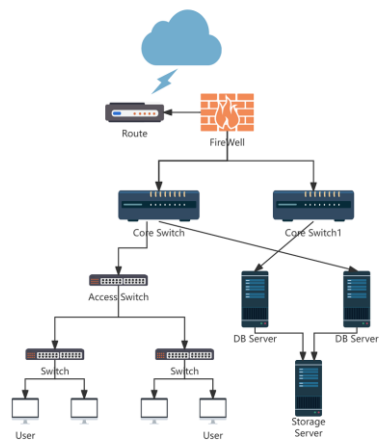 Route
FireWell
Core Switch
Core Switch1
Access Switch
DB Server
DB Server
Switch
Switch
Storage
Server
User
User